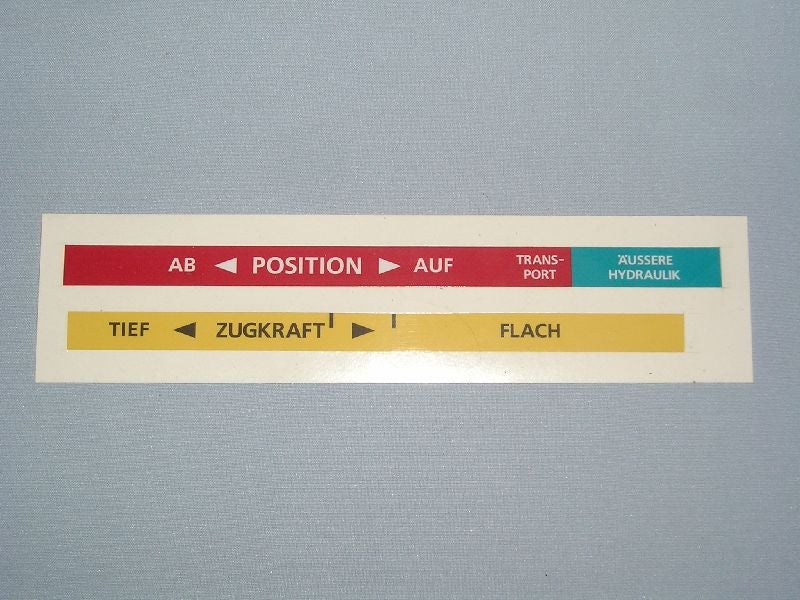 AB ◄ POSITION ► AUF TRANS-
PORT
ÄUSSERE
HYDRAULIK
TIEF ◄ ZUGKRAFT ► FLACH